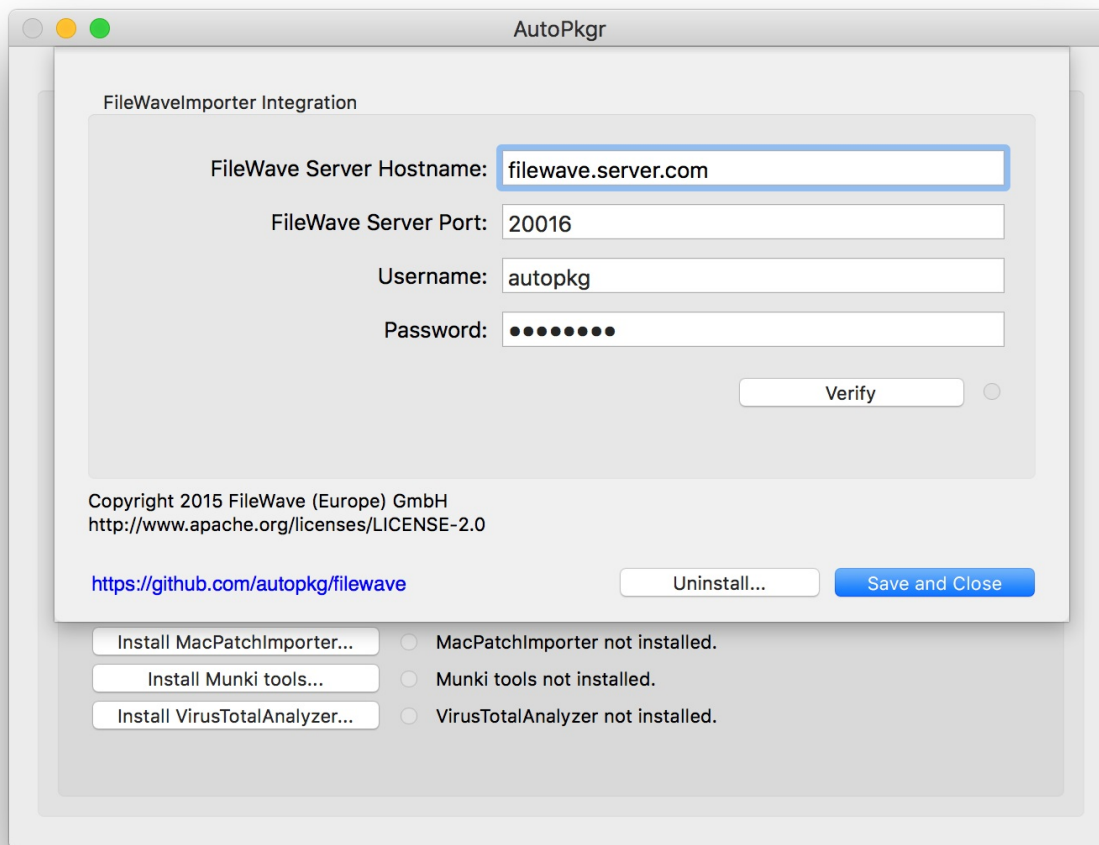 AutoPkgr
FileWaveImporter Integration
FileWave Server Hostname: filewave.server.com
FileWave Server Port: 20016
Username: autopkg
Password: ••••••••
Verify
Copyright 2015 FileWave (Europe) GmbH
http://www.apache.org/licenses/LICENSE-2.0
https://github.com/autopkg/filewave Uninstall... Save and Close
Install MacPatchImporter... MacPatchImporter not installed.
Install Munki tools... Munki tools not installed.
Install VirusTotalAnalyzer... VirusTotalAnalyzer not installed.